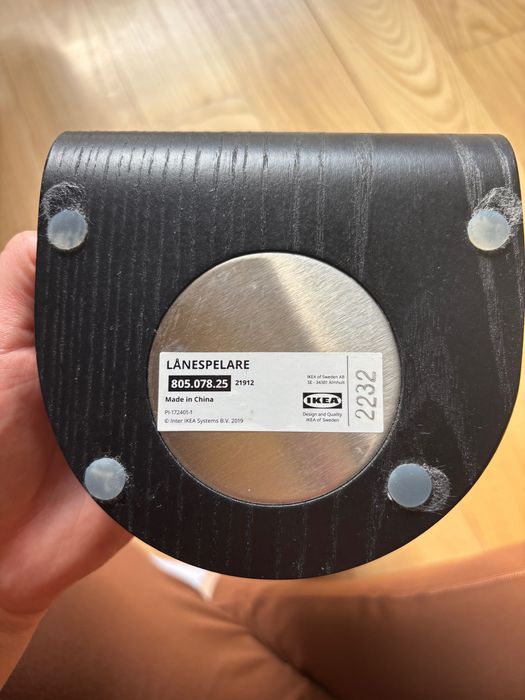 LÅNESPELARE
805.078.25 21912
Made in China
PI-172401-1
© Inter IKEA Systems B.V. 2019
IKEA of Sweden AB
SE - 34381 Älmhult
IKEA
Design and Quality
IKEA of Sweden
2232